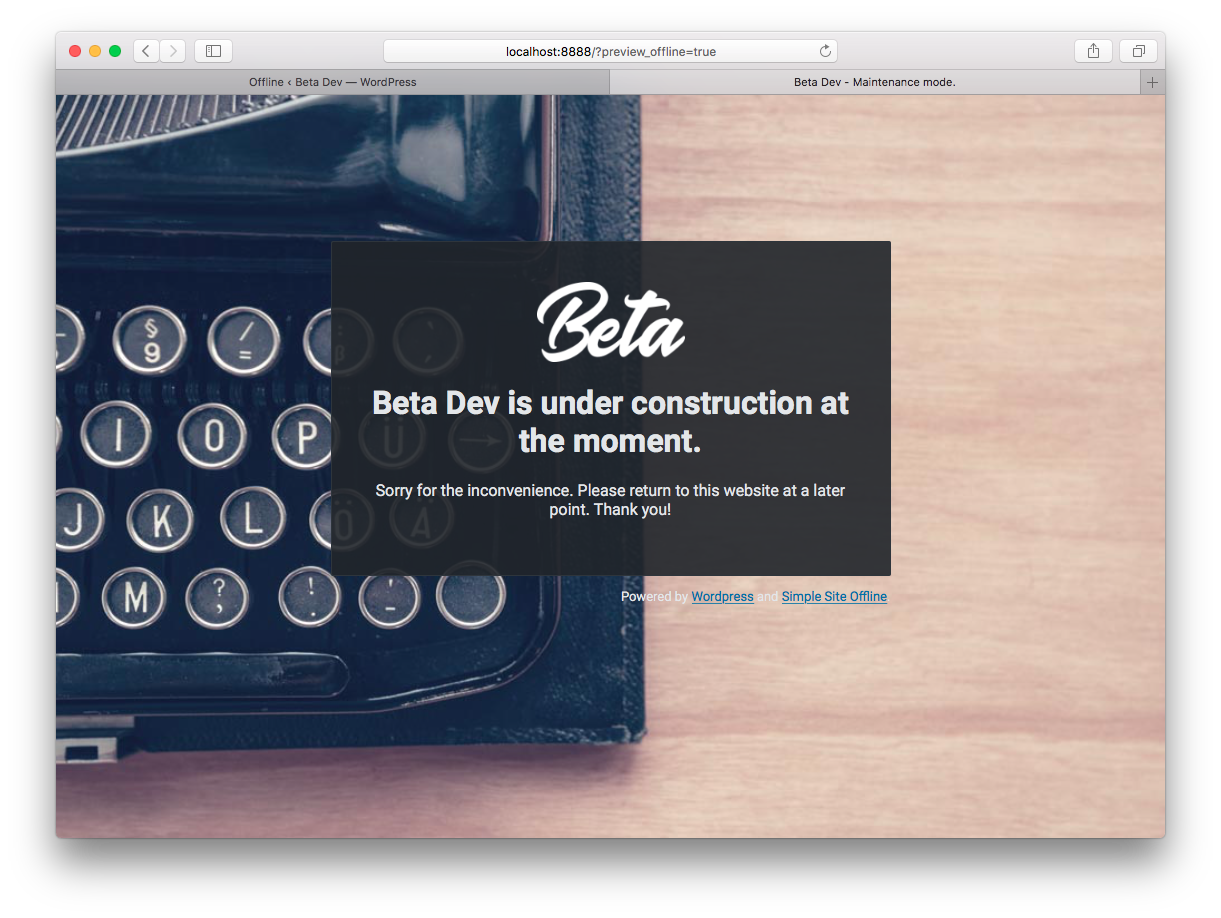 localhost:8888/?preview_offline=true
Offline ‹ Beta Dev — WordPress
Beta Dev - Maintenance mode.
Beta
Beta Dev is under construction at
the moment.
Sorry for the inconvenience. Please return to this website at a later
point. Thank you!
Powered by Wordpress and Simple Site Offline
§
9
/
=
ß
I
O
P
Ü
J
K
L
Ö
Ä
M
?
;
!
.
'
-